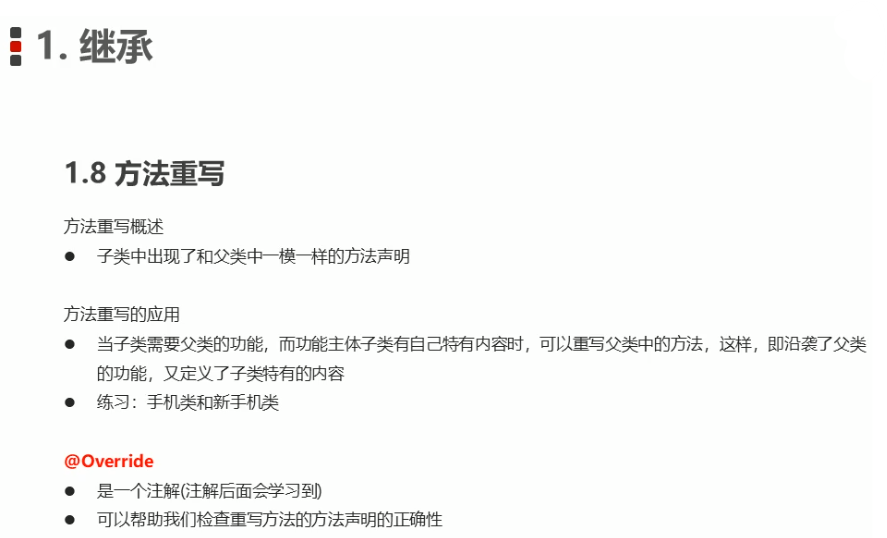 1. 继承
1.8 方法重写
方法重写概述
● 子类中出现了和父类中一模一样的方法声明
方法重写的应用
● 当子类需要父类的功能，而功能主体子类有自己特有内容时，可以重写父类中的方法，这样，即沿袭了父类
的功能，又定义了子类特有的内容
● 练习：手机类和新手机类
@Override
● 是一个注解(注解后面会学习到)
● 可以帮助我们检查重写方法的方法声明的正确性